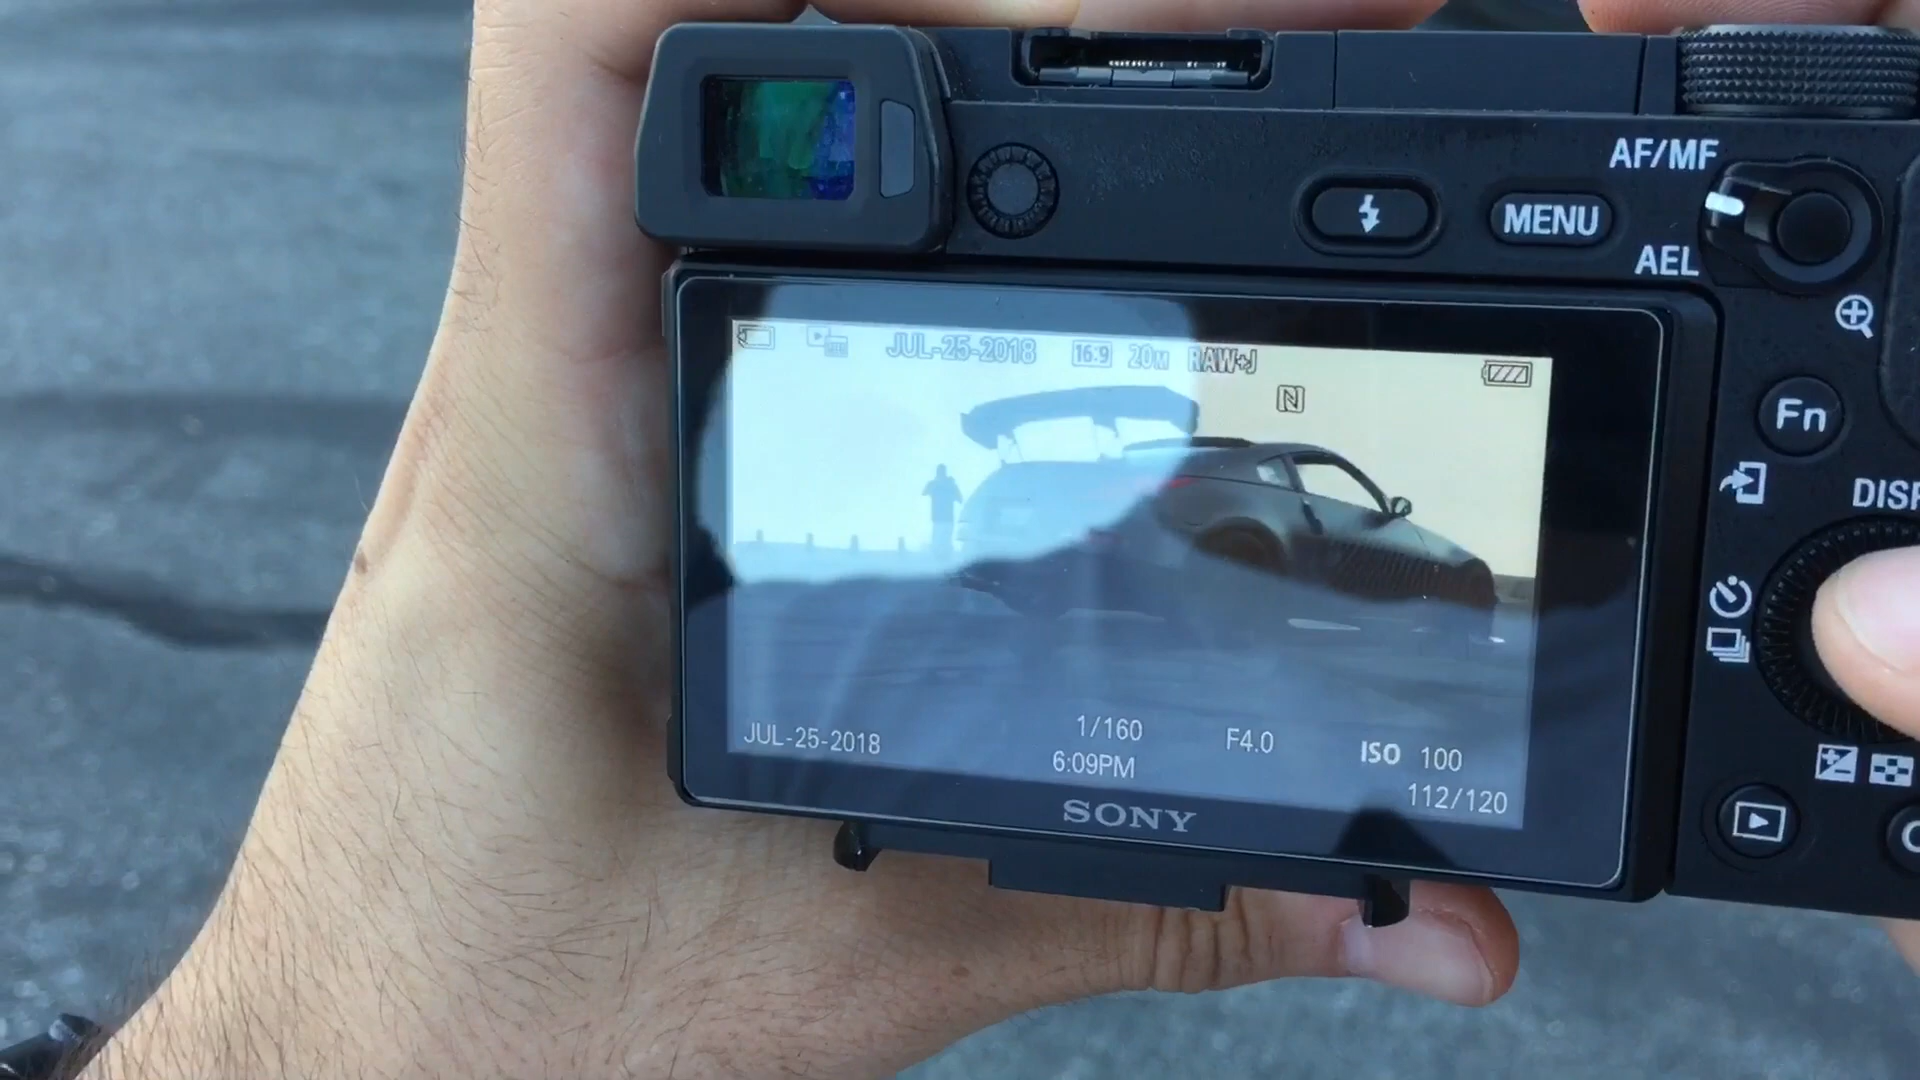 AF/MF
MENU
AEL
JUL-25-2018 16:9 20M RAW+J
N
Fn
JUL-25-2018 1/160 F4.0 ISO 100
6:09PM
112/120
SONY